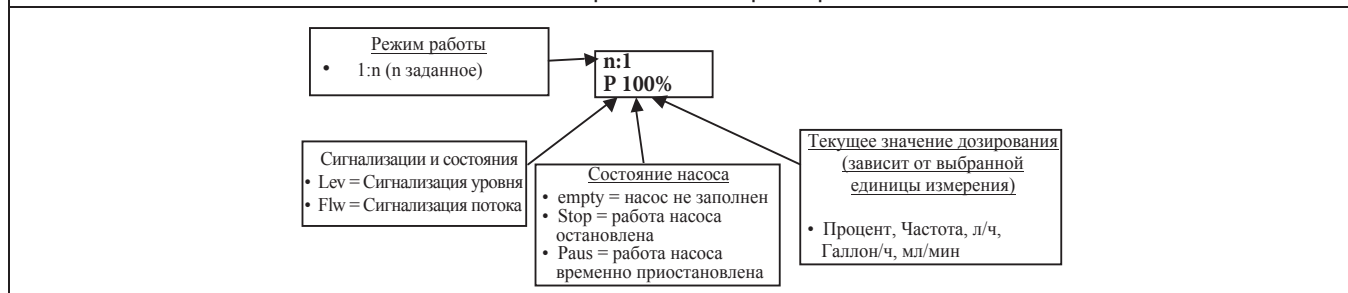 Режим работы
• 1:n (n заданное)
n:1
P 100%
Сигнализации и состояния
• Lev = Сигнализация уровня
• Flw = Сигнализация потока
Состояние насоса
• empty = насос не заполнен
• Stop = работа насоса
остановлена
• Paus = работа насоса
временно приостановлена
Текущее значение дозирования
(зависит от выбранной
единицы измерения)
• Процент, Частота, л/ч,
Галлон/ч, мл/мин